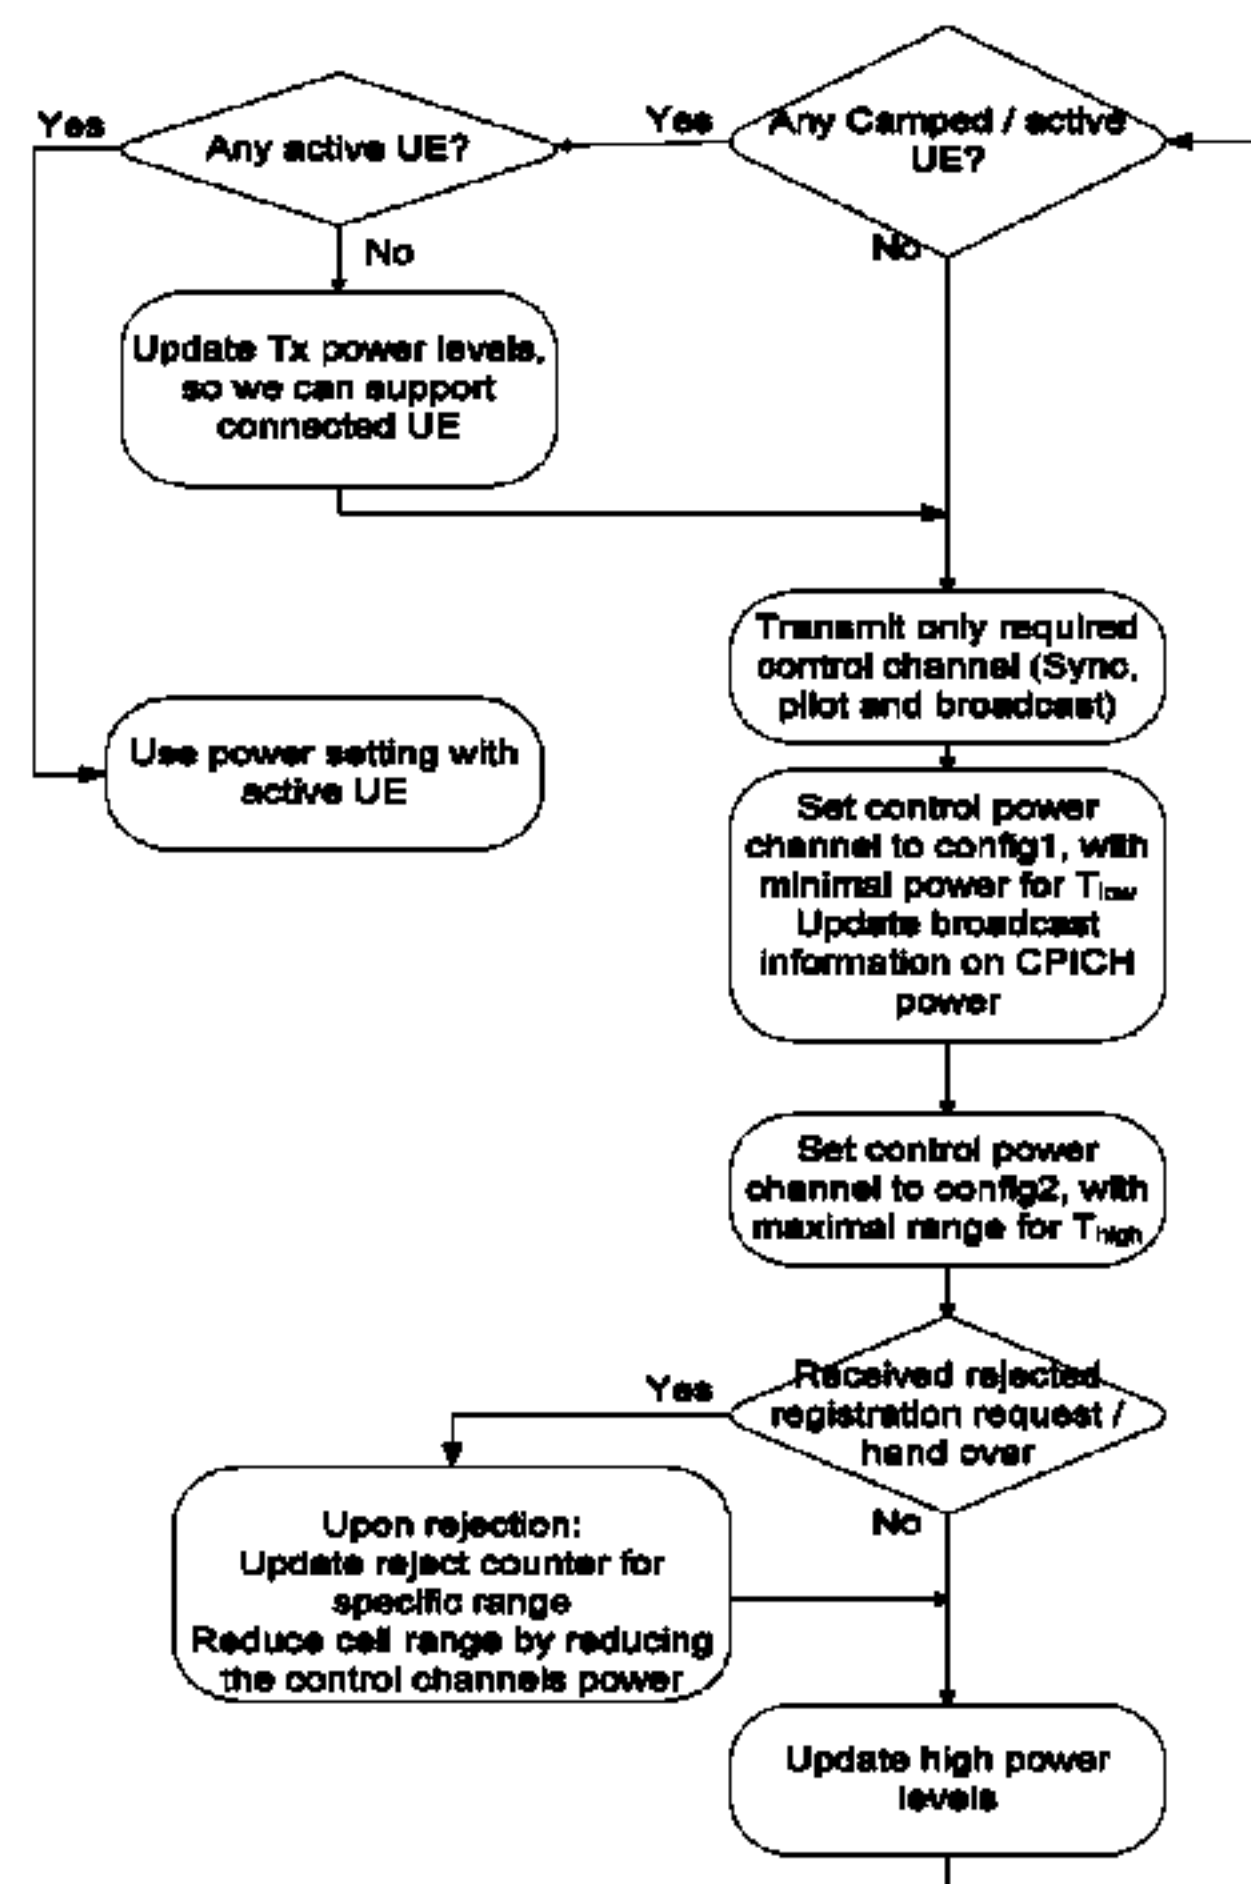 Yes
Any active UE?
Yes
Any Camped / active
UE?
No
No
Update Tx power levels,
so we can support
connected UE
Transmit only required
control channel (Sync,
pilot and broadcast)
Use power setting with
active UE
Set control power
channel to config1, with
minimal power for Tlow
Update broadcast
information on CPICH
power
Set control power
channel to config2, with
maximal range for Thigh
Received rejected
registration request /
hand over
Yes
No
Upon rejection:
Update reject counter for
specific range
Reduce cell range by reducing
the control channels power
Update high power
levels